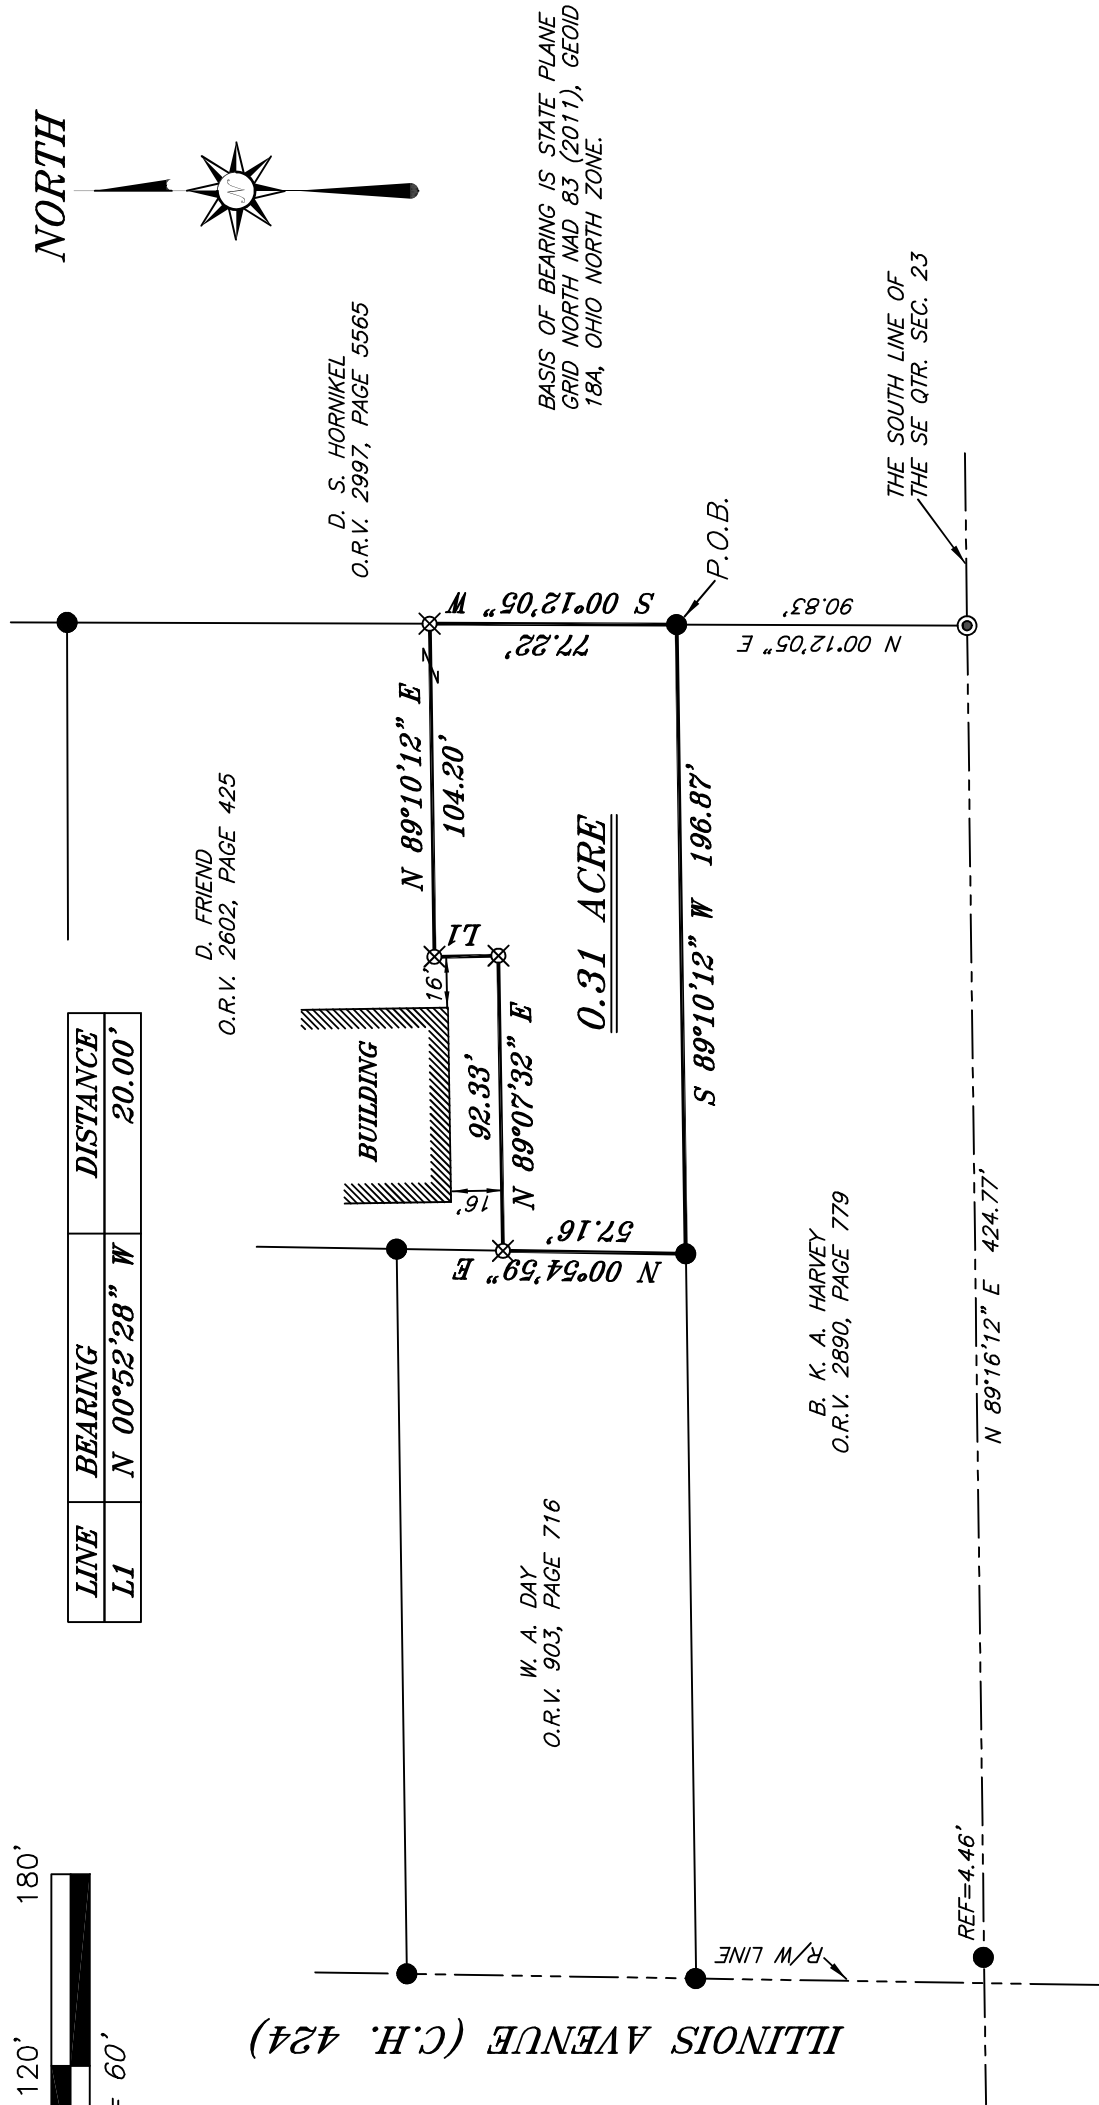 NORTH
D. S. HORNIKEL
O.R.V. 2997, PAGE 5565
BASIS OF BEARING IS STATE PLANE
GRID NORTH NAD 83 (2011), GEOID
18A, OHIO NORTH ZONE.
THE SOUTH LINE OF
THE SE QTR. SEC. 23
P.O.B.
S 00°12'05" W
77.22'
N 00°12'05" E
90.83'
N 89°10'12" E
104.20'
D. FRIEND
O.R.V. 2602, PAGE 425
L1
16'
0.31 ACRE
S 89°10'12" W 196.87'
BUILDING
92.33'
N 89°07'32" E
16'
57.16'
N 00°54'59" E
LINE BEARING DISTANCE
L1 N 00°52'28" W 20.00'
B. K. A. HARVEY
O.R.V. 2890, PAGE 779
N 89°16'12" E 424.77'
W. A. DAY
O.R.V. 903, PAGE 716
REF=4.46'
R/W LINE
ILLINOIS AVENUE (C.H. 424)
120' 180'
= 60'
N